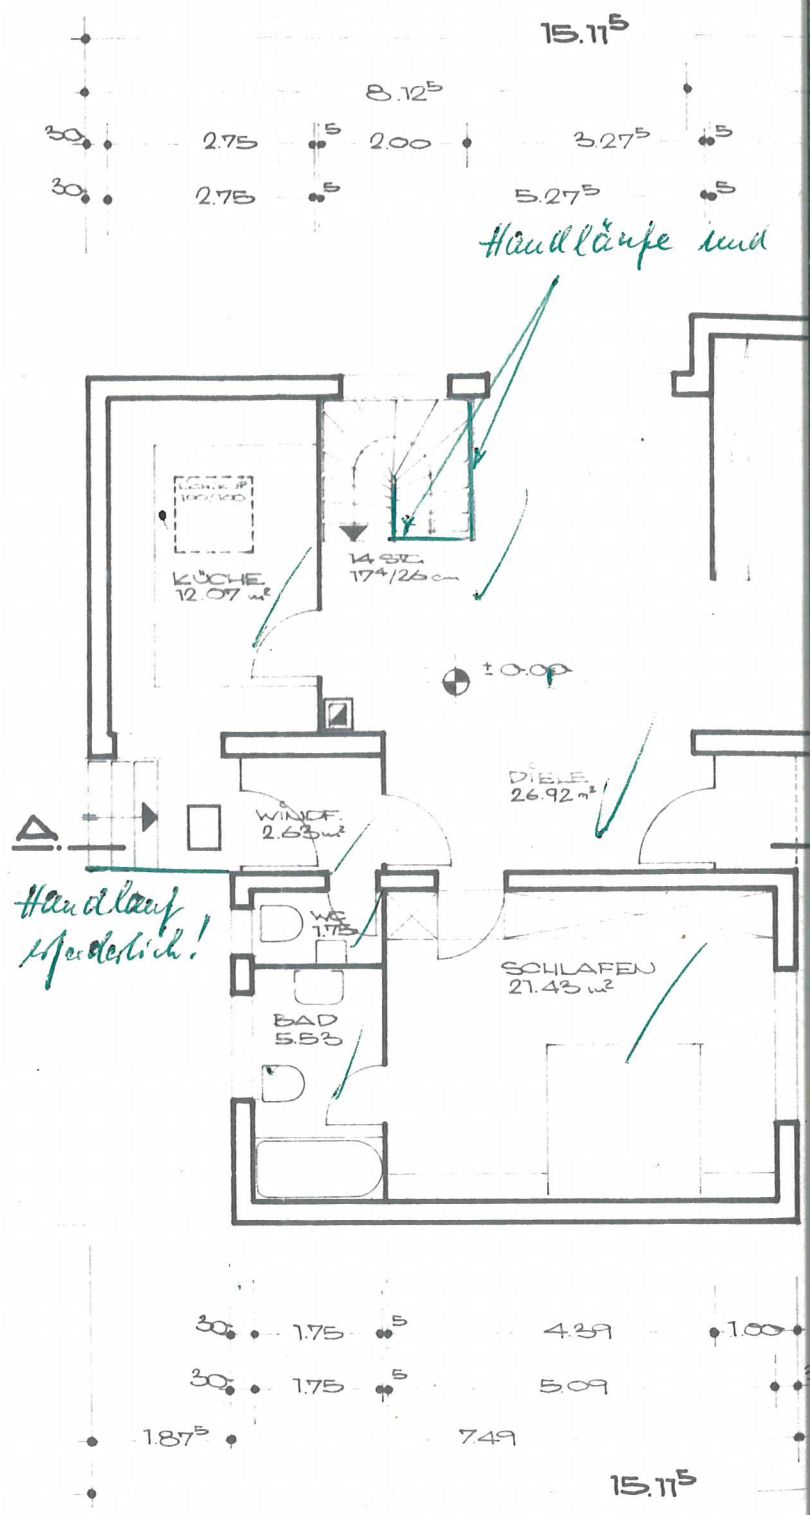 15.11⁵
8.12⁵
30 2.75 5 2.00 3.27⁵ 5
30 2.75 5 5.27⁵ 5
Handläufe und
100/100
KÜCHE
12.07 m²
14 STG.
17⁴/26 cm
± 0.00
DIELE
26.92 m²
WINDF.
2.63 m²
A
Handlauf
erforderlich!
WC
1.75
SCHLAFEN
21.43 m²
BAD
5.53
30 1.75 5 4.39 1.00
30 1.75 5 5.09
1.87⁵ 7.49
15.11⁵